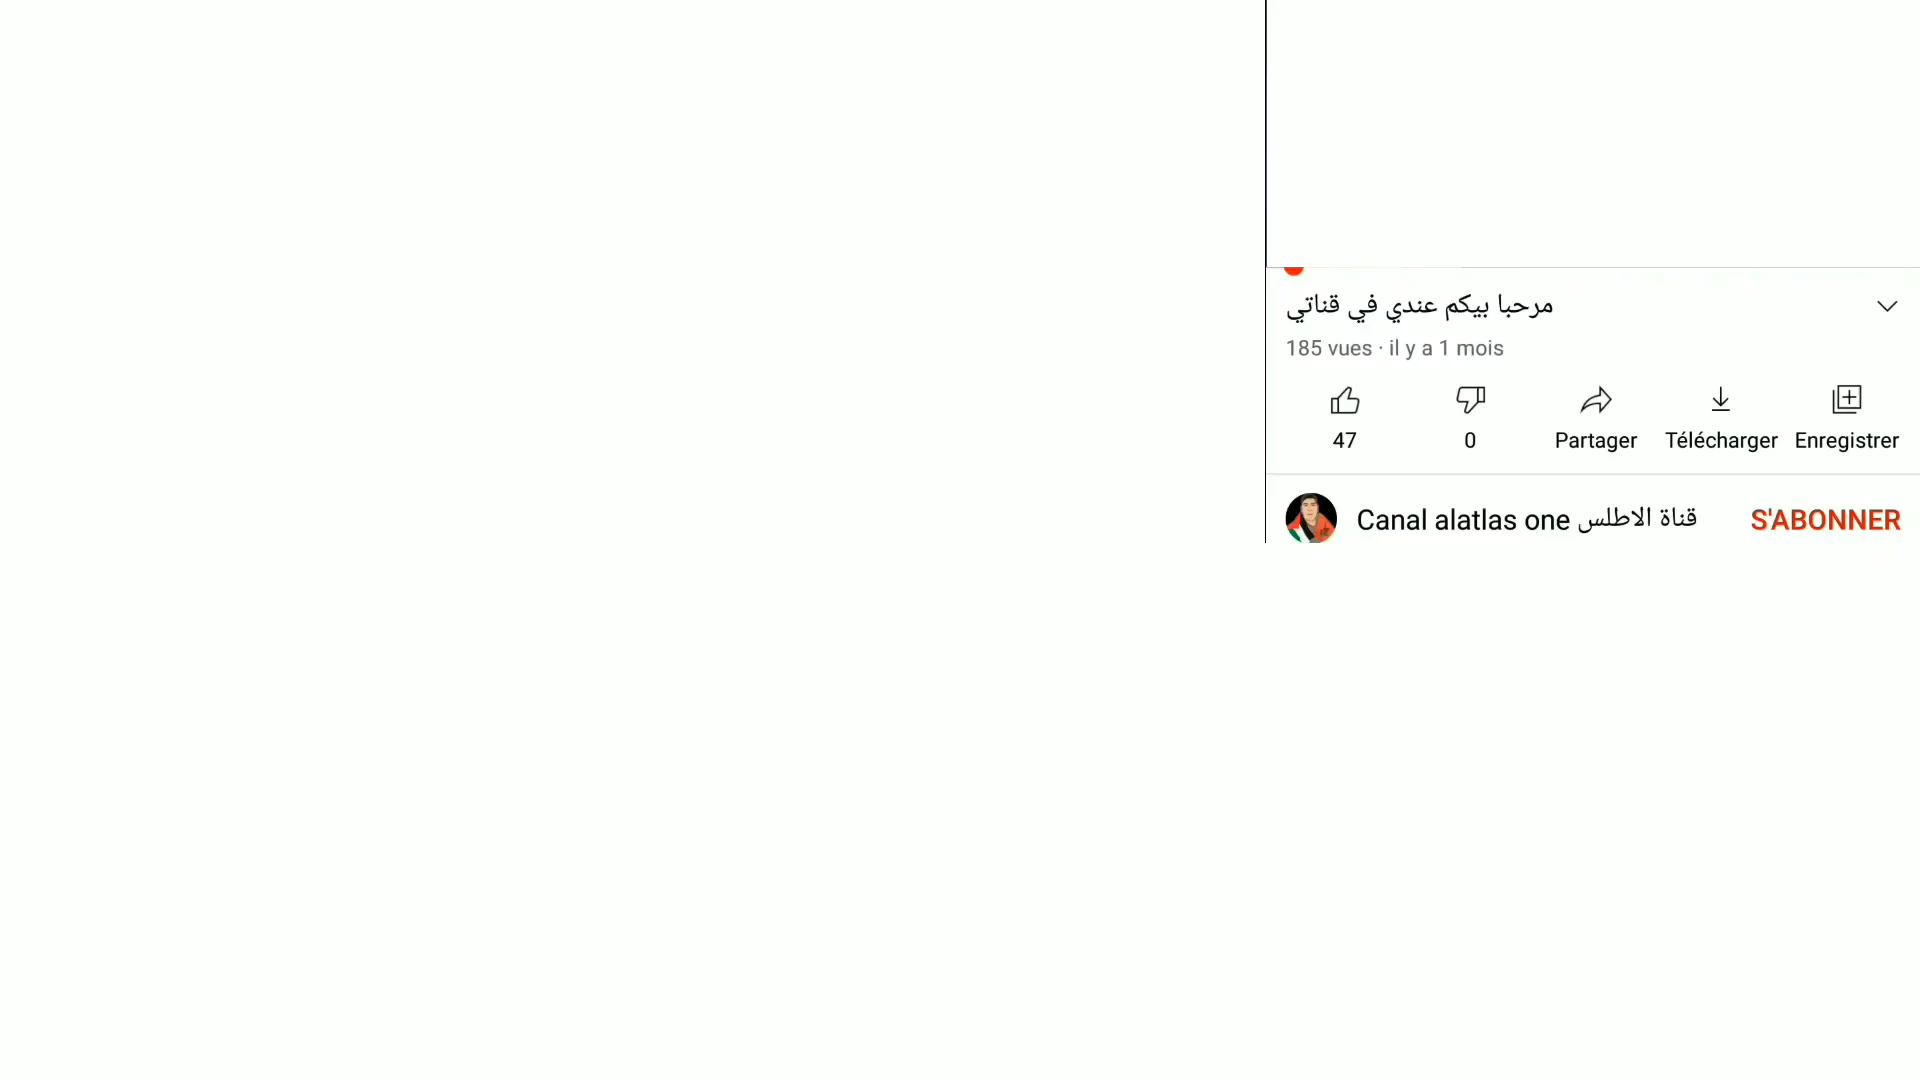 مرحبا بيكم عندي في قناتي
185 vues · il y a 1 mois
47 0 Partager Télécharger Enregistrer
Canal alatlas one قناة الاطلس S'ABONNER